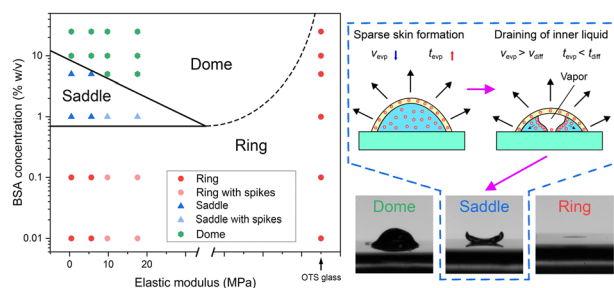 BSA concentration (% w/v)
10
1
0.1
0.01
Dome
Saddle
Ring
Ring
Ring with spikes
Saddle
Saddle with spikes
Dome
0
10
20
30
OTS glass
Elastic modulus (MPa)
Sparse skin formation
v_evp ↓ t_evp ↑
Draining of inner liquid
v_evp > v_diff t_evp < t_diff
Vapor
Dome
Saddle
Ring